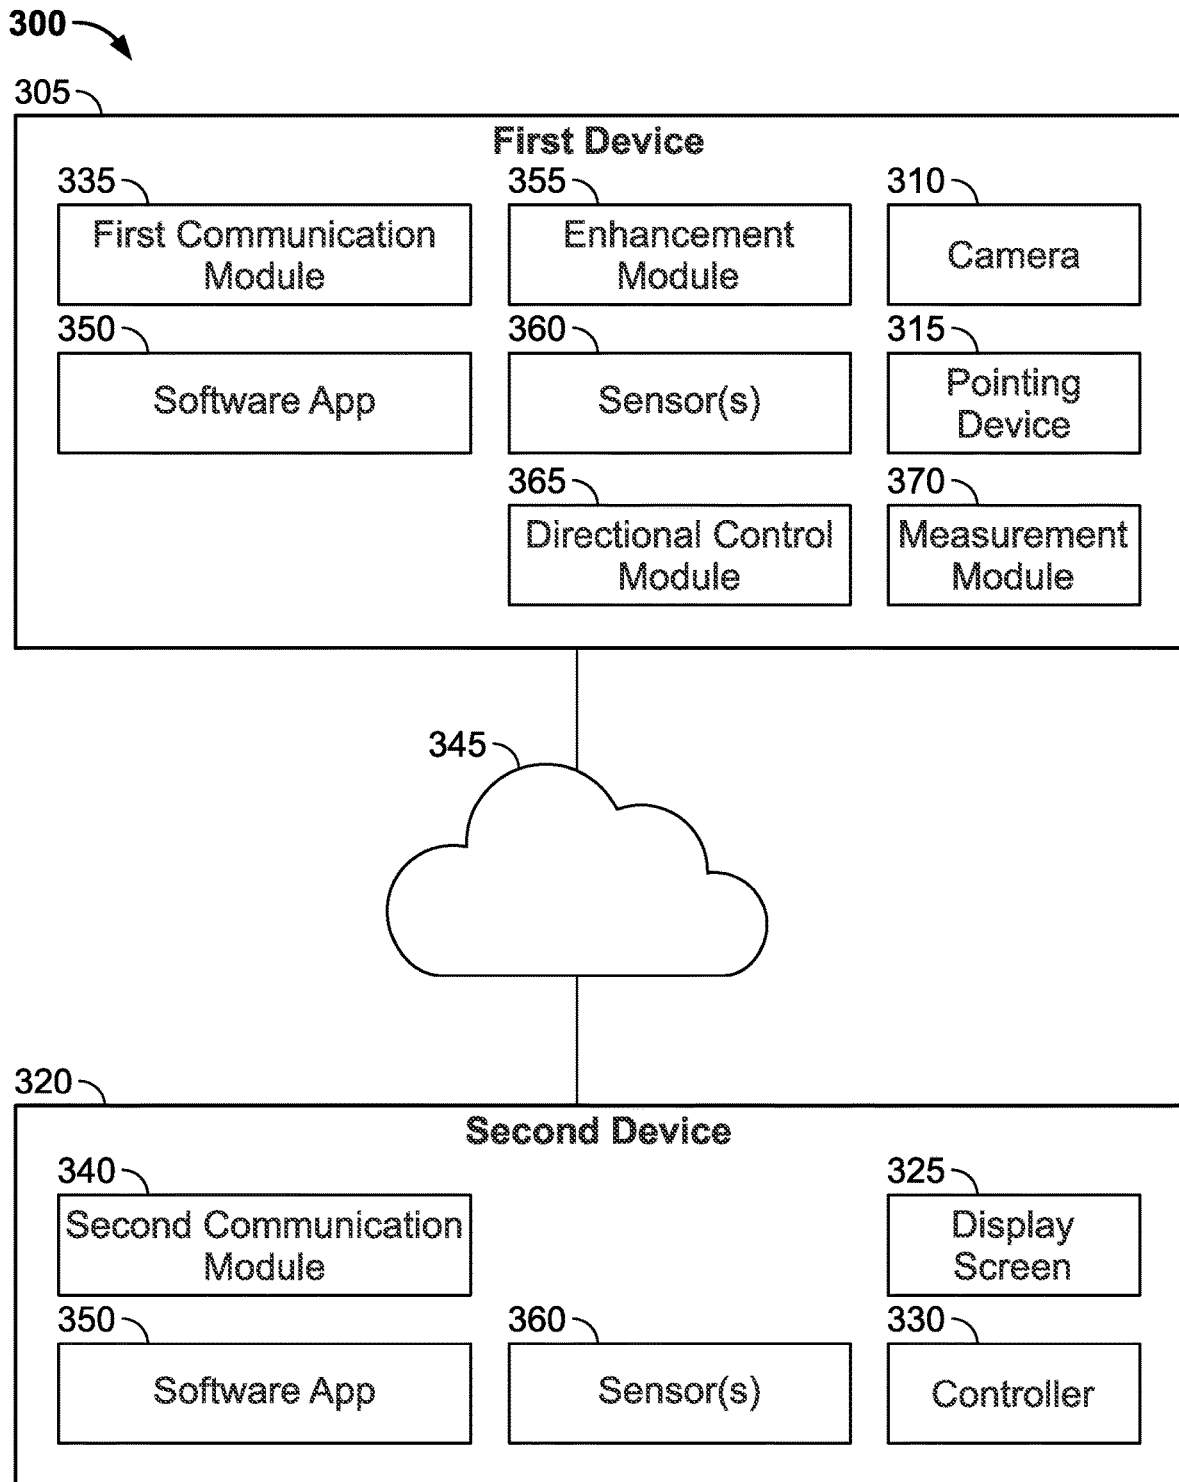 300
305
First Device
335
355
310
First Communication
Module
Enhancement
Module
Camera
350
360
315
Software App
Sensor(s)
Pointing
Device
365
370
Directional Control
Module
Measurement
Module
345
320
Second Device
340
325
Second Communication
Module
Display
Screen
350
360
330
Software App
Sensor(s)
Controller